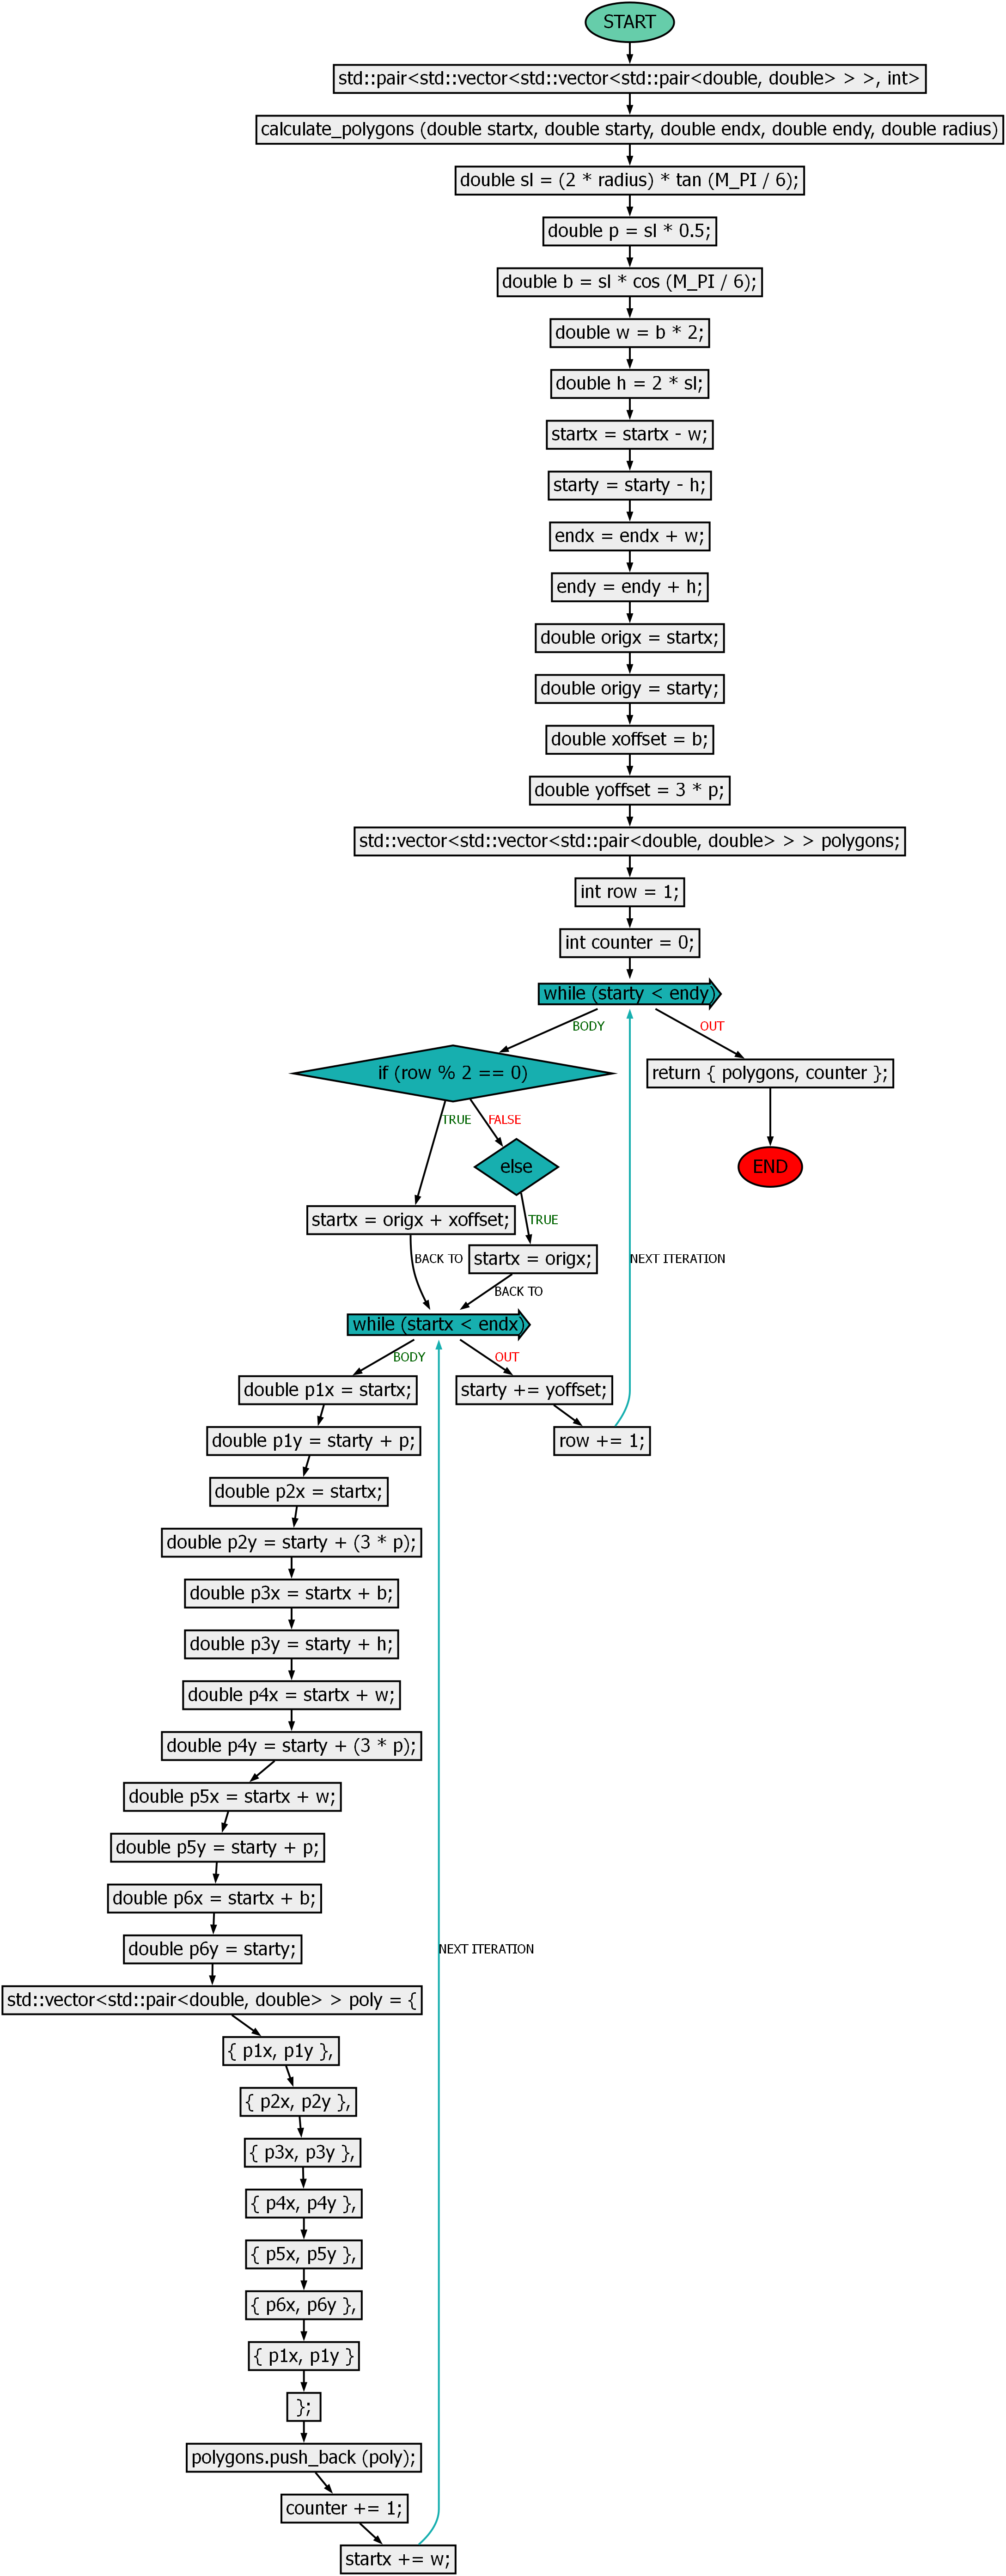 START
std::pair<std::vector<std::vector<std::pair<double, double> > >, int>
calculate_polygons (double startx, double starty, double endx, double endy, double radius)
double sl = (2 * radius) * tan (M_PI / 6);
double p = sl * 0.5;
double b = sl * cos (M_PI / 6);
double w = b * 2;
double h = 2 * sl;
startx = startx - w;
starty = starty - h;
endx = endx + w;
endy = endy + h;
double origx = startx;
double origy = starty;
double xoffset = b;
double yoffset = 3 * p;
std::vector<std::vector<std::pair<double, double> > > polygons;
int row = 1;
int counter = 0;
while (starty < endy)
BODY
OUT
if (row % 2 == 0)
return { polygons, counter };
TRUE
FALSE
else
END
startx = origx + xoffset;
TRUE
startx = origx;
BACK TO
BACK TO
NEXT ITERATION
while (startx < endx)
BODY
OUT
double p1x = startx;
starty += yoffset;
double p1y = starty + p;
row += 1;
double p2x = startx;
double p2y = starty + (3 * p);
double p3x = startx + b;
double p3y = starty + h;
double p4x = startx + w;
double p4y = starty + (3 * p);
double p5x = startx + w;
double p5y = starty + p;
double p6x = startx + b;
double p6y = starty;
NEXT ITERATION
std::vector<std::pair<double, double> > poly = {
{ p1x, p1y },
{ p2x, p2y },
{ p3x, p3y },
{ p4x, p4y },
{ p5x, p5y },
{ p6x, p6y },
{ p1x, p1y }
};
polygons.push_back (poly);
counter += 1;
startx += w;